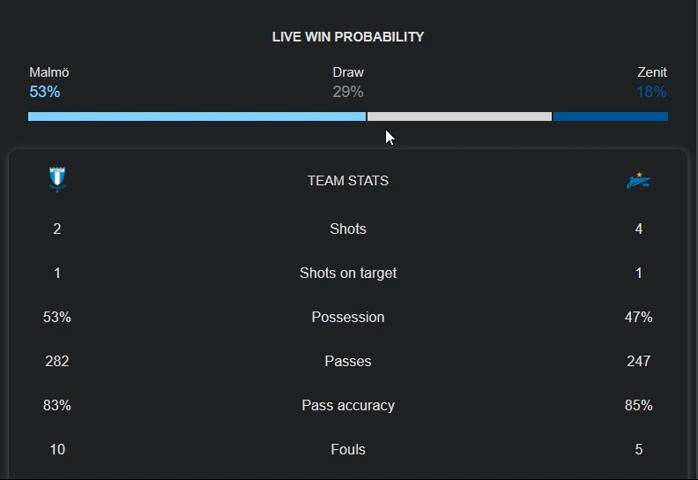 LIVE WIN PROBABILITY
Malmö Draw Zenit
53% 29% 18%
TEAM STATS
2 Shots 4
1 Shots on target 1
53% Possession 47%
282 Passes 247
83% Pass accuracy 85%
10 Fouls 5